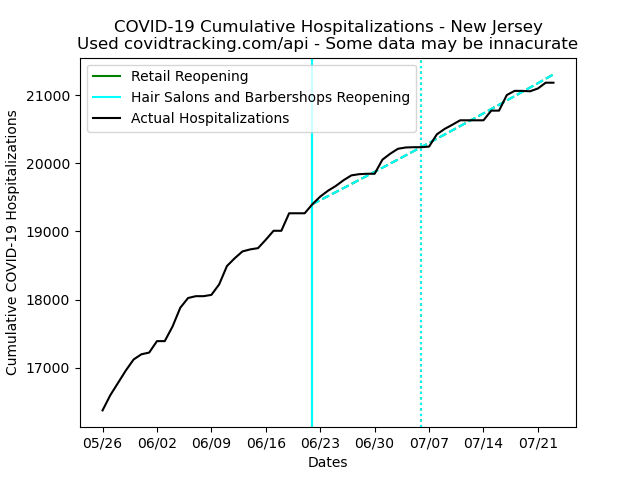 COVID-19 Cumulative Hospitalizations - New Jersey
Used covidtracking.com/api - Some data may be innacurate
Retail Reopening
Hair Salons and Barbershops Reopening
Actual Hospitalizations
Cumulative COVID-19 Hospitalizations
21000
20000
19000
18000
17000
05/26 06/02 06/09 06/16 06/23 06/30 07/07 07/14 07/21
Dates